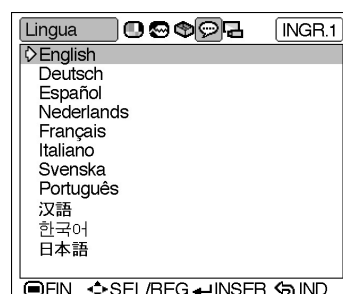 Lingua INGR.1
English
Deutsch
Español
Nederlands
Français
Italiano
Svenska
Português
汉語
한국어
日本語
FIN. SEL./REG. INSER. IND.